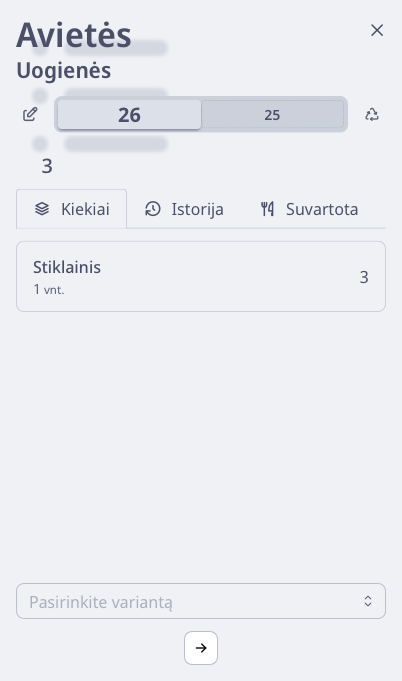 Avietės
Uogienės
26 25
3
Kiekiai Istorija Suvartota
Stiklainis
1 vnt.
3
Pasirinkite variantą